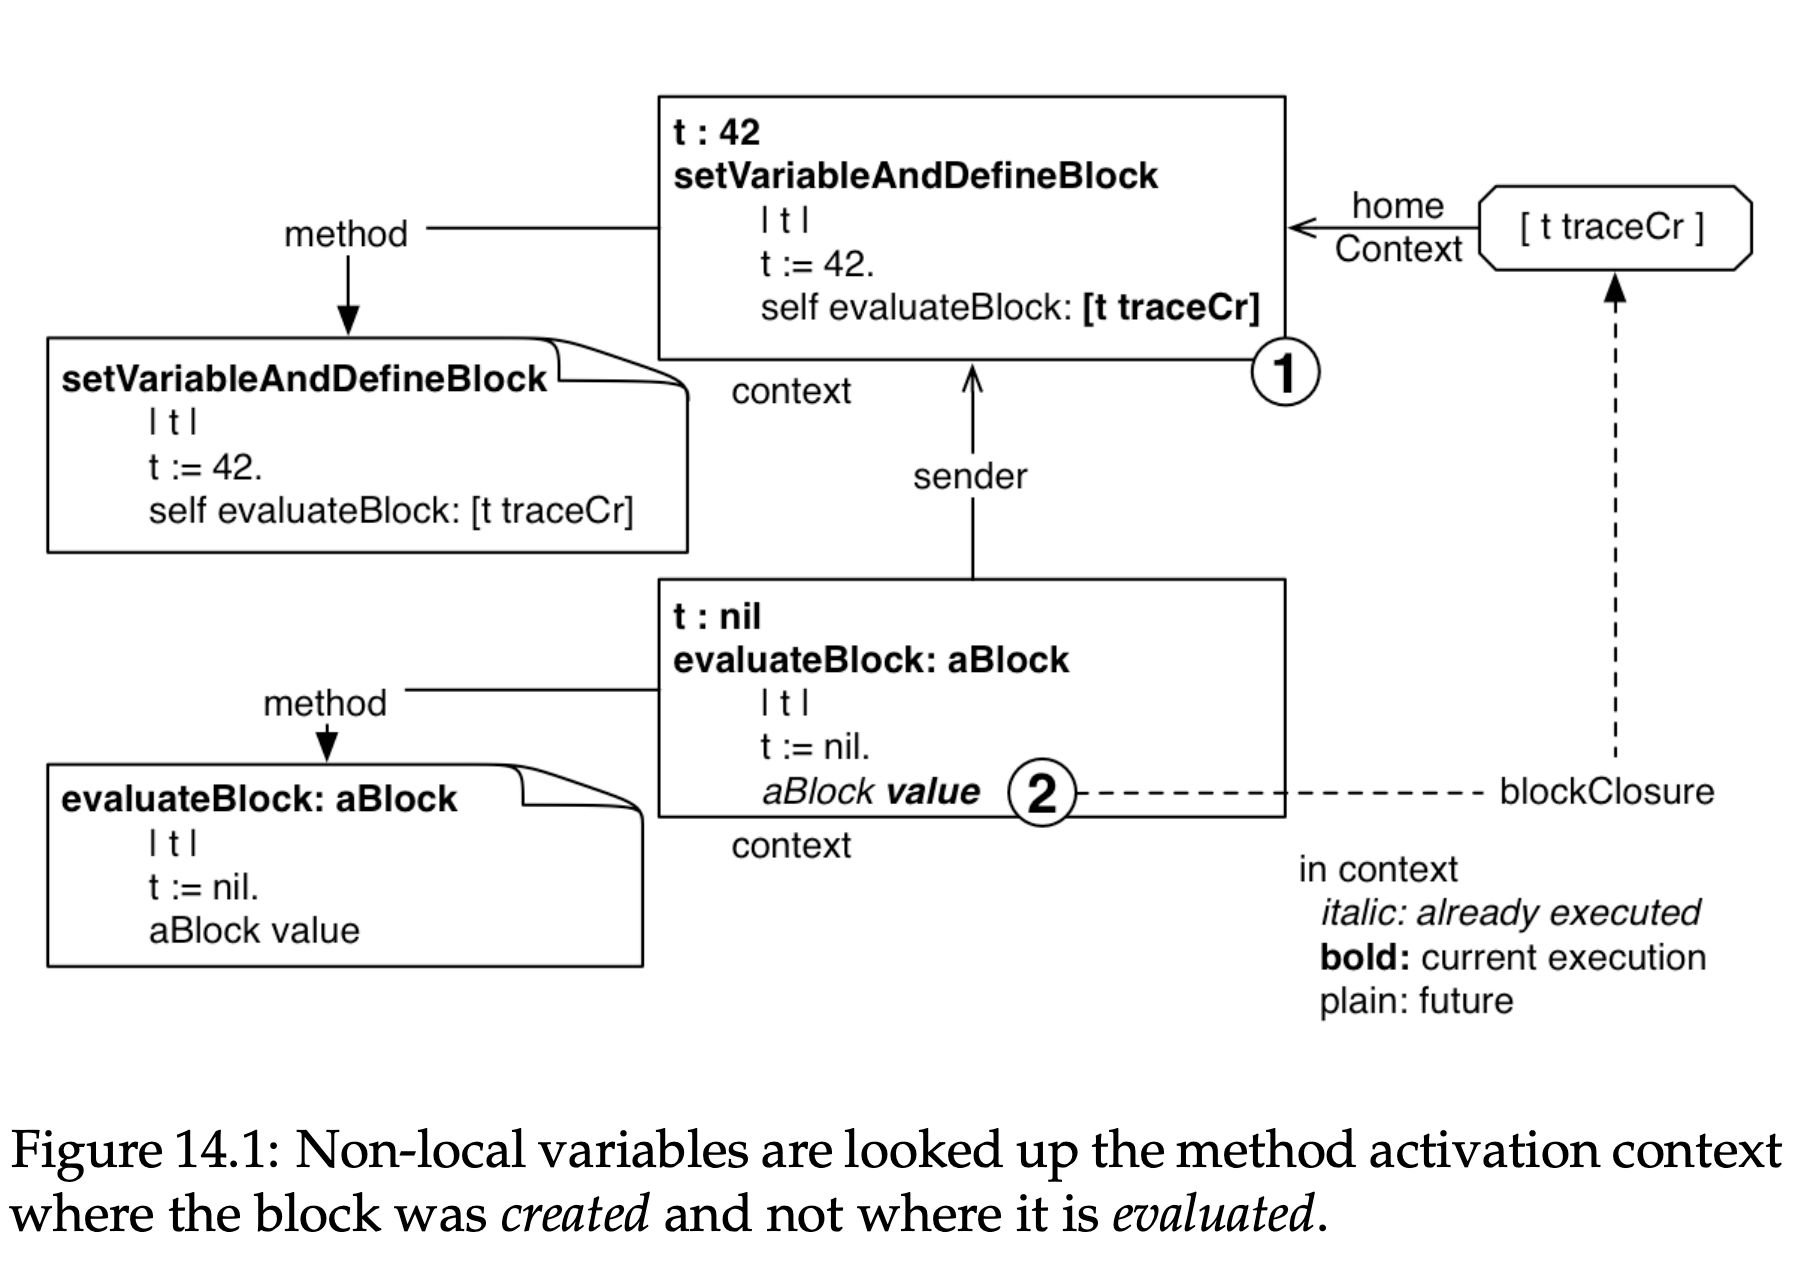 t : 42
setVariableAndDefineBlock
| t |
t := 42.
self evaluateBlock: [t traceCr]
1
context
home
Context
[ t traceCr ]
method
setVariableAndDefineBlock
| t |
t := 42.
self evaluateBlock: [t traceCr]
sender
t : nil
evaluateBlock: aBlock
| t |
t := nil.
aBlock value
2
context
blockClosure
method
evaluateBlock: aBlock
| t |
t := nil.
aBlock value
in context
italic: already executed
bold: current execution
plain: future
Figure 14.1: Non-local variables are looked up the method activation context
where the block was created and not where it is evaluated.